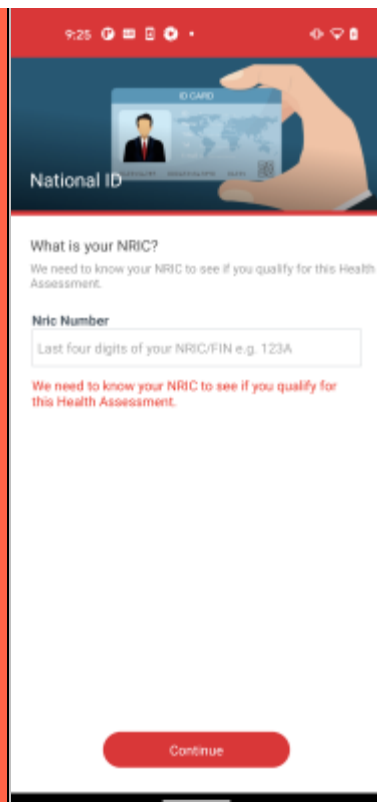 9:25
ID CARD
National ID
What is your NRIC?
We need to know your NRIC to see if you qualify for this Health
Assessment.
Nric Number
Last four digits of your NRIC/FIN e.g. 123A
We need to know your NRIC to see if you qualify for
this Health Assessment.
Continue